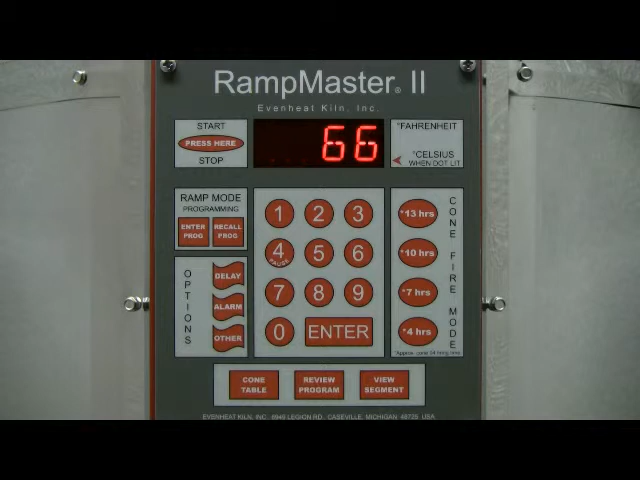 RampMaster® II
Evenheat Kiln, Inc.
START
PRESS HERE
STOP
66
°FAHRENHEIT
°CELSIUS
WHEN DOT LIT
RAMP MODE
PROGRAMMING
ENTER PROG
RECALL PROG
OPTIONS
DELAY
ALARM
OTHER
1 2 3
4 5 6
PAUSE
7 8 9
0 ENTER
*13 hrs
*10 hrs
*7 hrs
*4 hrs
CONE FIRE MODE
CONE TABLE
REVIEW PROGRAM
VIEW SEGMENT
EVENHEAT KILN, INC. 6949 LEGION RD., CASEVILLE, MICHIGAN 48725 USA